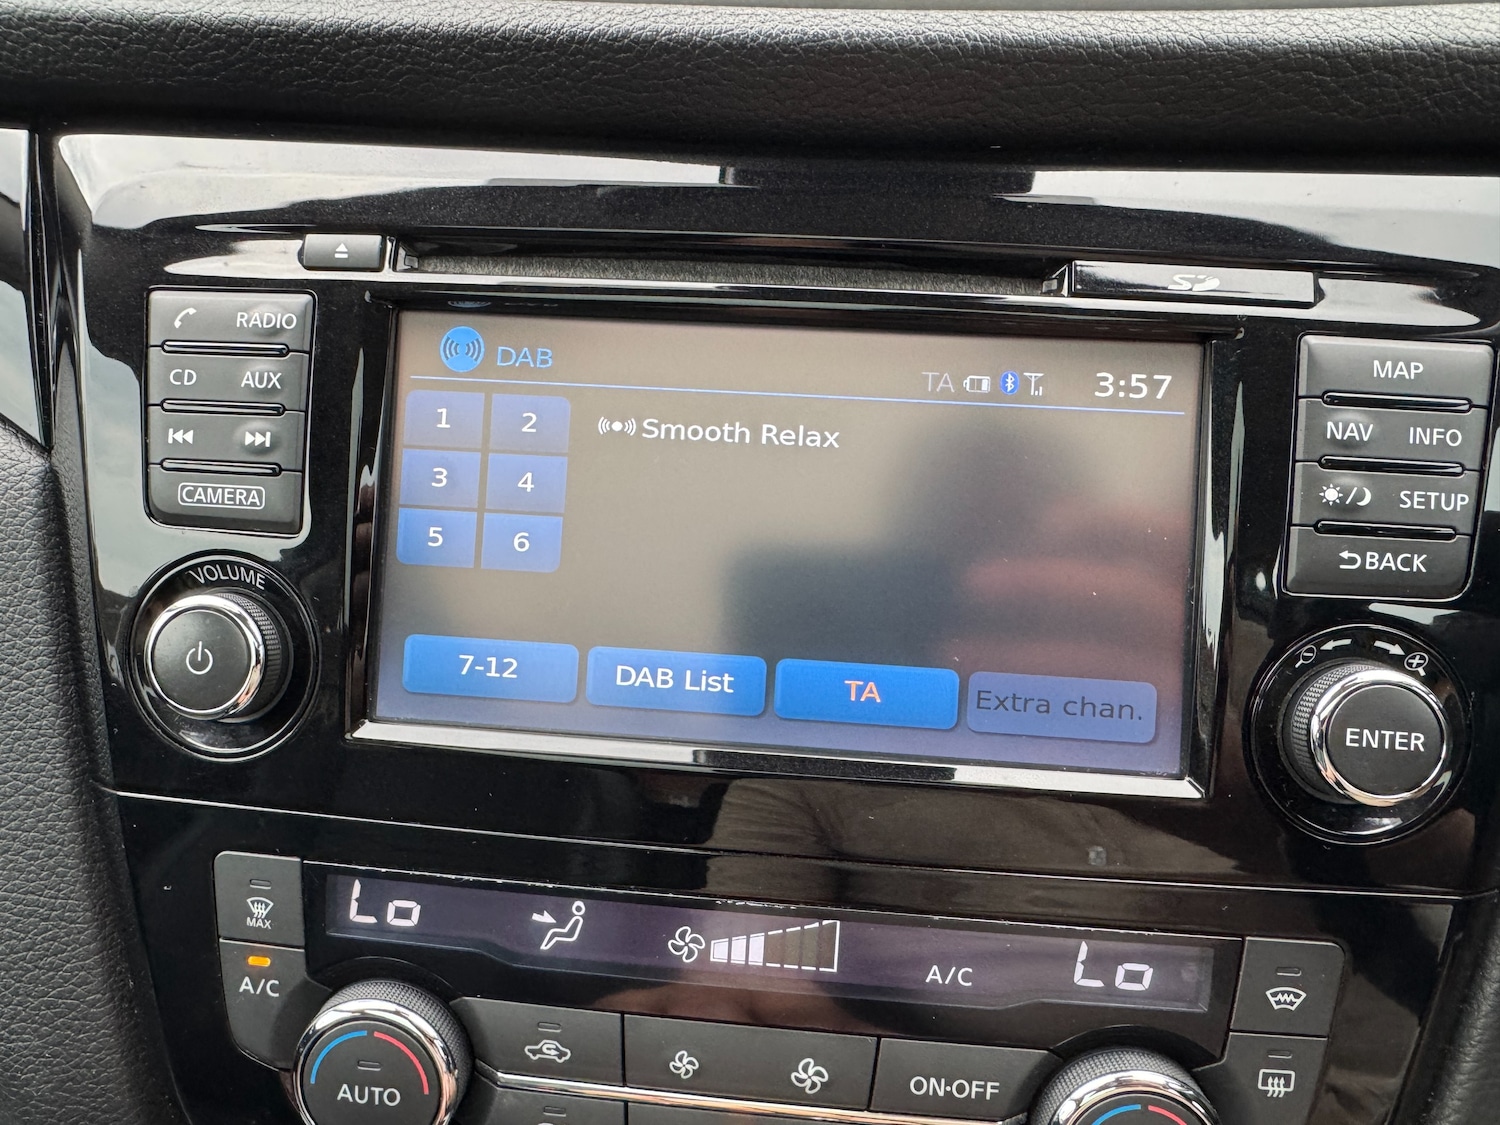 RADIO
CD AUX
CAMERA
VOLUME
SD
DAB
TA 3:57
1 2
3 4
5 6
Smooth Relax
7-12 DAB List TA Extra chan.
MAP
NAV INFO
SETUP
BACK
ENTER
MAX
A/C
Lo A/C Lo
AUTO
ON·OFF